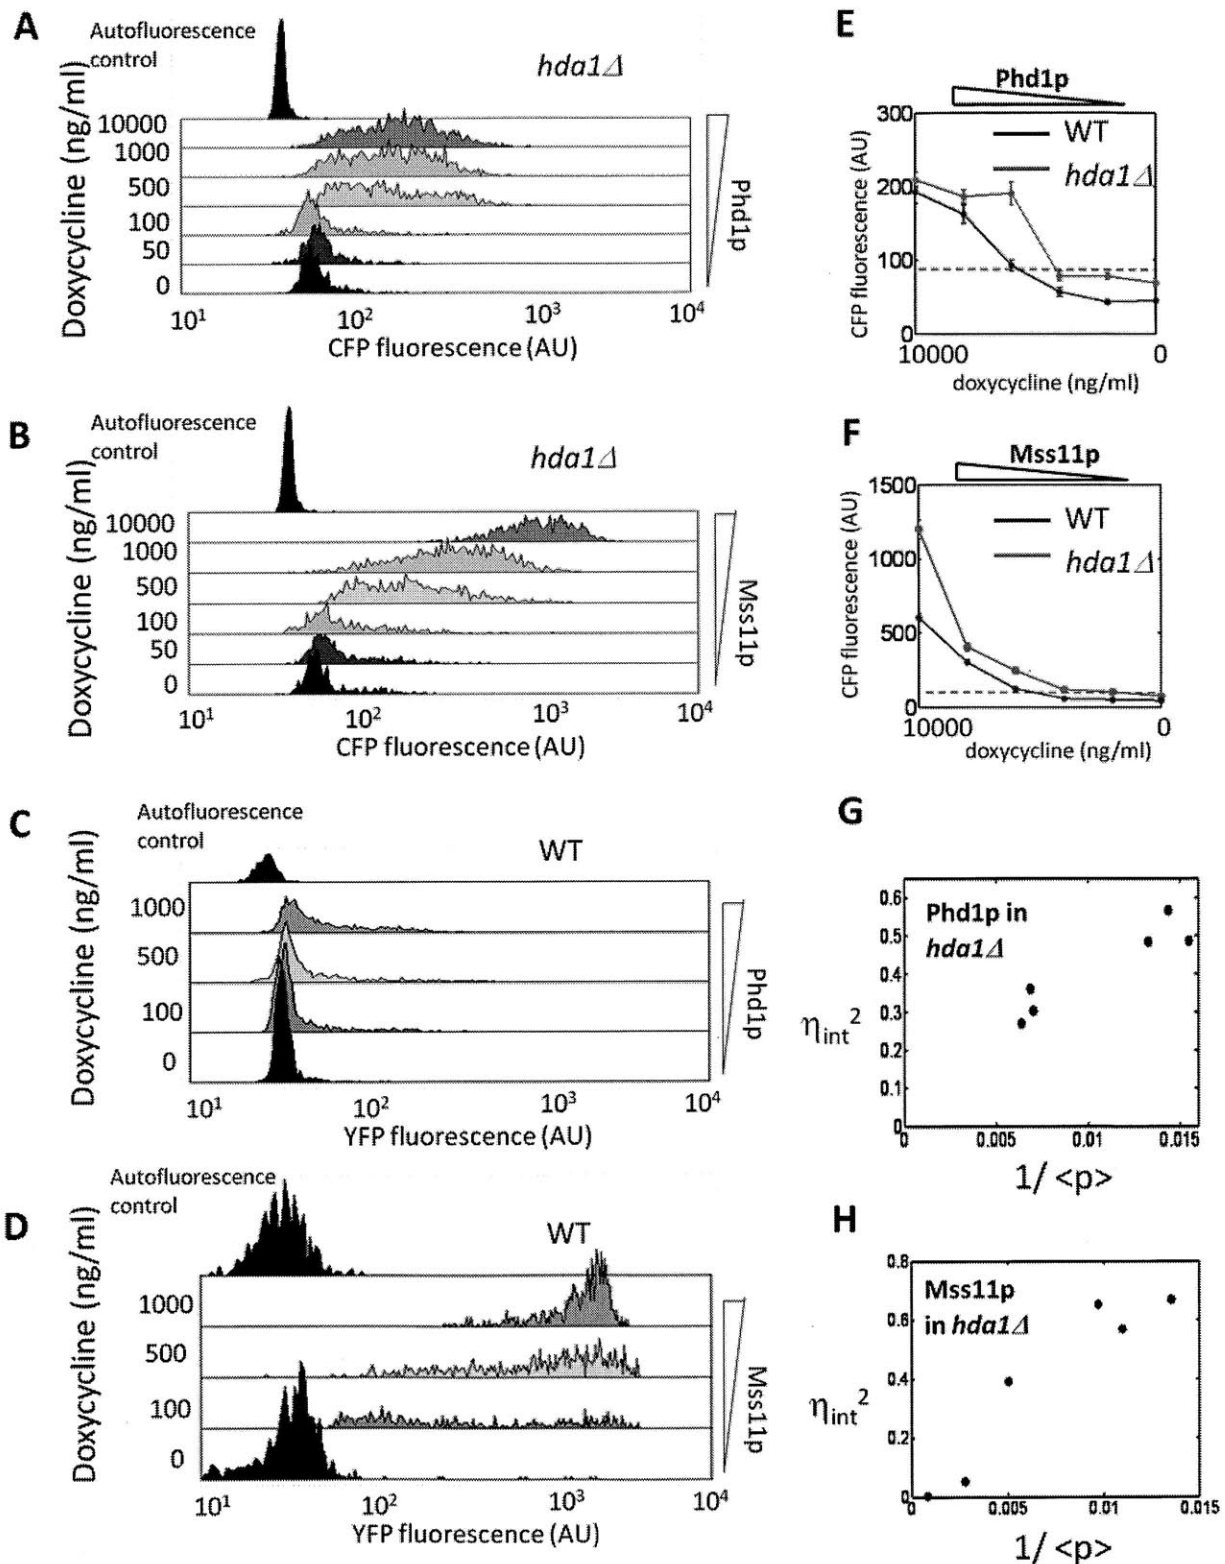 A
Autofluorescence
control
hda1Δ
Doxycycline (ng/ml)
10000
1000
500
100
50
0
Phd1p
10¹ 10² 10³ 10⁴
CFP fluorescence (AU)
B
Autofluorescence
control
hda1Δ
Doxycycline (ng/ml)
10000
1000
500
100
50
0
Mss11p
10¹ 10² 10³ 10⁴
CFP fluorescence (AU)
C
Autofluorescence
control
WT
Doxycycline (ng/ml)
1000
500
100
0
Phd1p
10¹ 10² 10³ 10⁴
YFP fluorescence (AU)
D
Autofluorescence
control
WT
Doxycycline (ng/ml)
1000
500
100
0
Mss11p
10¹ 10² 10³ 10⁴
YFP fluorescence (AU)
E
Phd1p
CFP fluorescence (AU)
300
200
100
0
WT
hda1Δ
10000 0
doxycycline (ng/ml)
F
Mss11p
CFP fluorescence (AU)
1500
1000
500
0
WT
hda1Δ
10000 0
doxycycline (ng/ml)
G
Phd1p in
hda1Δ
ηint²
0.6
0.5
0.4
0.3
0.2
0.1
0
0 0.005 0.01 0.015
1/ <p>
H
Mss11p
in hda1Δ
ηint²
0.8
0.6
0.4
0.2
0
0 0.005 0.01 0.015
1/ <p>